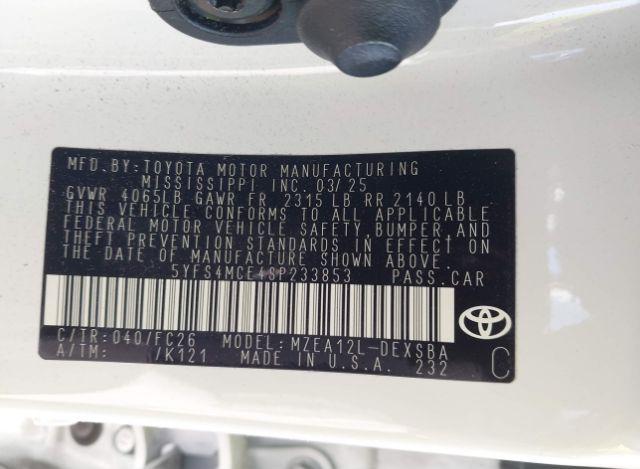 MFD. BY: TOYOTA MOTOR MANUFACTURING
MISSISSIPPI INC. 03/25
GVWR 4065LB GAWR FR 2315 LB RR 2140 LB
THIS VEHICLE CONFORMS TO ALL APPLICABLE
FEDERAL MOTOR VEHICLE SAFETY, BUMPER, AND
THEFT PREVENTION STANDARDS IN EFFECT ON
THE DATE OF MANUFACTURE SHOWN ABOVE.
5YFS4MCE4SP233853 PASS. CAR
C/TR: 040/FC26 MODEL: MZEA12L-DEXSBA
A/TM: /K121 MADE IN U.S.A. 232
TOYOTA
C